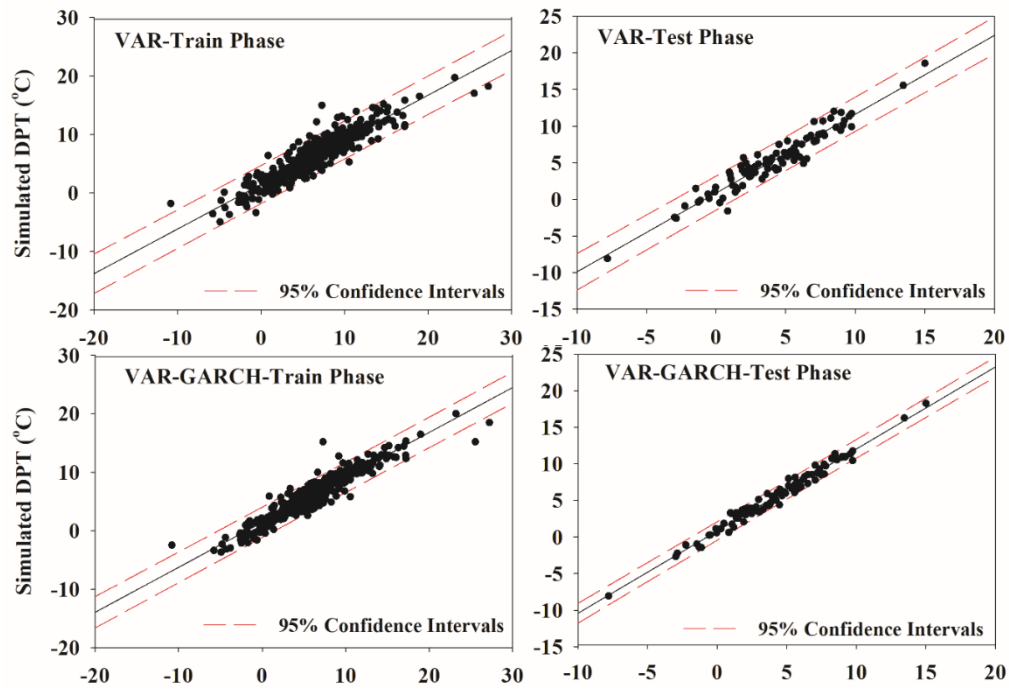 30
VAR-Train Phase
20
10
0
-10
-20
Simulated DPT (°C)
95% Confidence Intervals
-20 -10 0 10 20 30
25
VAR-Test Phase
20
15
10
5
0
-5
-10
-15
95% Confidence Intervals
-10 -5 0 5 10 15 20
30
VAR-GARCH-Train Phase
20
10
0
-10
-20
Simulated DPT (°C)
95% Confidence Intervals
-20 -10 0 10 20 30
25
VAR-GARCH-Test Phase
20
15
10
5
0
-5
-10
-15
95% Confidence Intervals
-10 -5 0 5 10 15 20